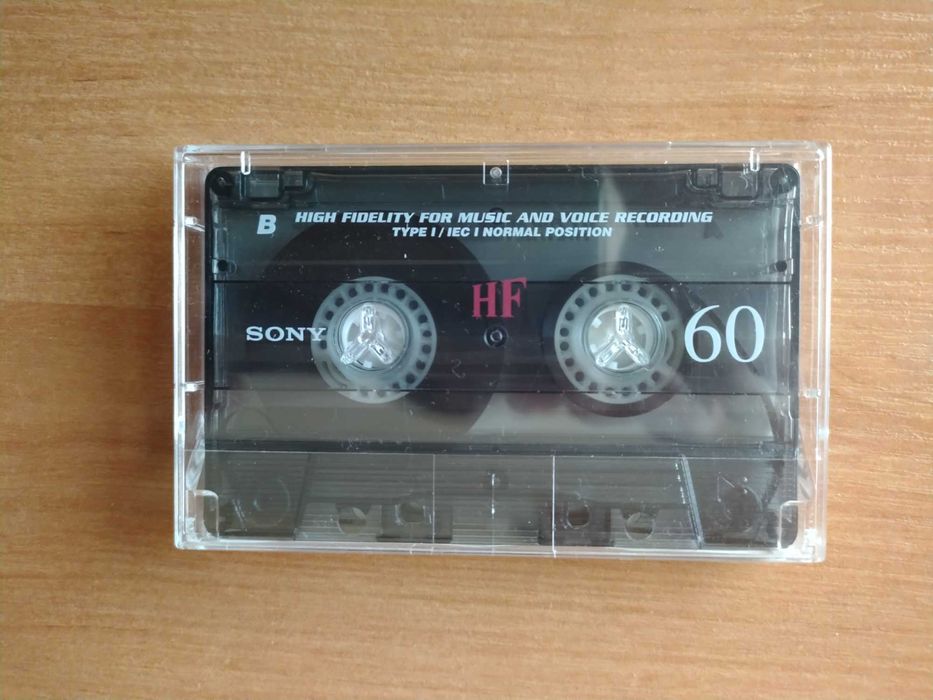 B HIGH FIDELITY FOR MUSIC AND VOICE RECORDING
TYPE I / IEC I NORMAL POSITION
HF
SONY
60